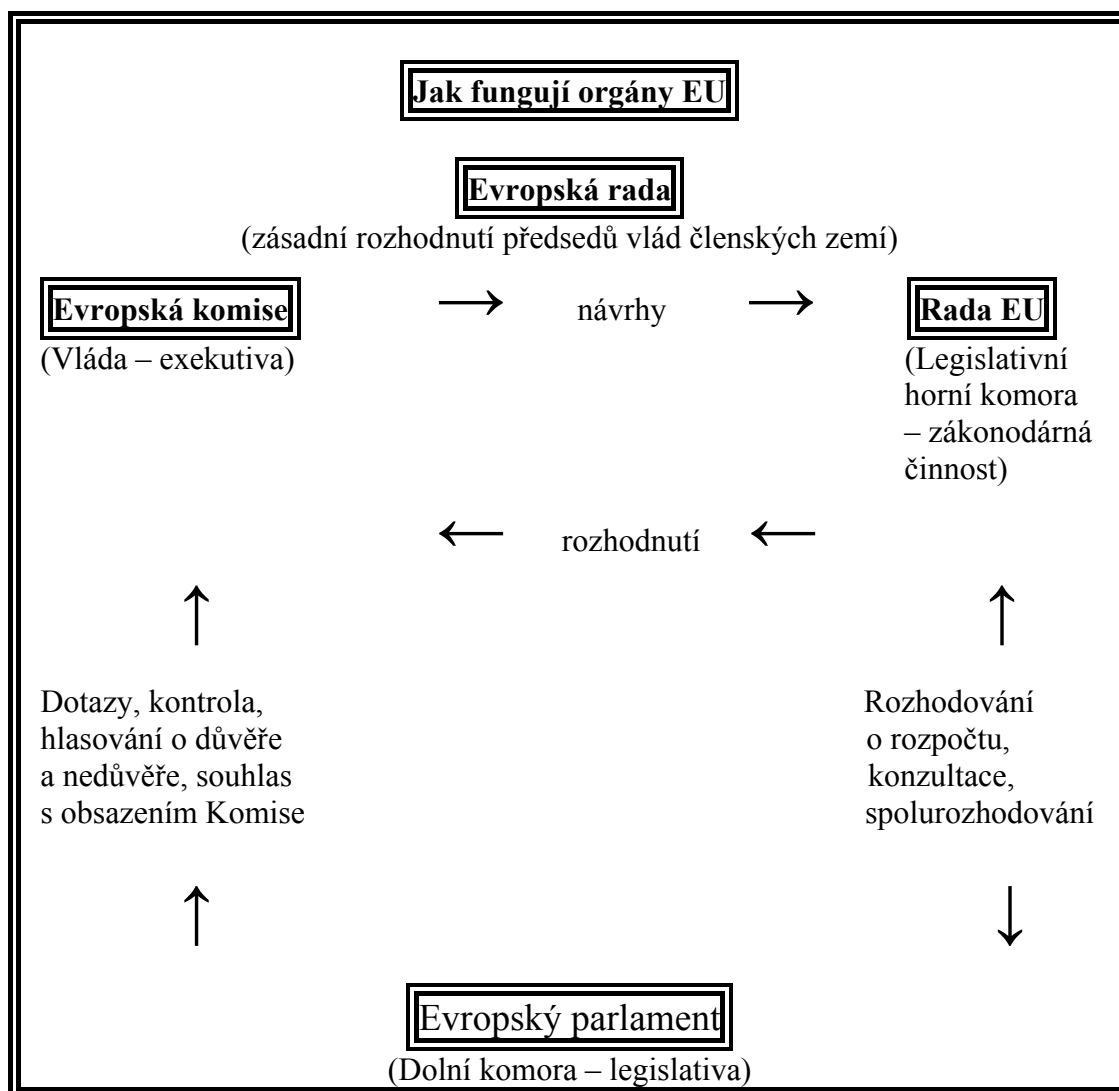 Jak fungují orgány EU
Evropská rada
(zásadní rozhodnutí předsedů vlád členských zemí)
Evropská komise → návrhy → Rada EU
(Vláda – exekutiva)
(Legislativní
horní komora
– zákonodárná
činnost)
← rozhodnutí ←
↑ ↑
Dotazy, kontrola,
hlasování o důvěře
a nedůvěře, souhlas
s obsazením Komise
Rozhodování
o rozpočtu,
konzultace,
spolurozhodování
↑ ↓
Evropský parlament
(Dolní komora – legislativa)